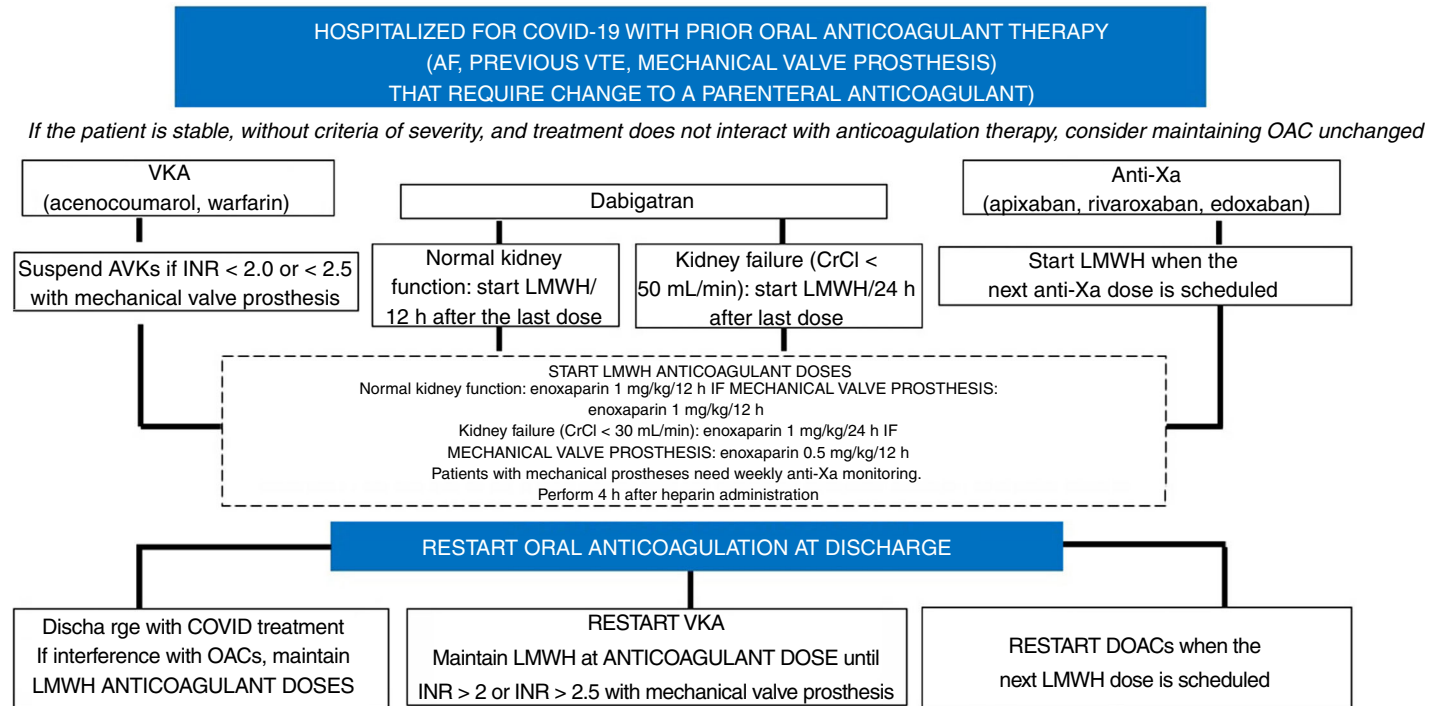 HOSPITALIZED FOR COVID-19 WITH PRIOR ORAL ANTICOAGULANT THERAPY
(AF, PREVIOUS VTE, MECHANICAL VALVE PROSTHESIS)
THAT REQUIRE CHANGE TO A PARENTERAL ANTICOAGULANT)
If the patient is stable, without criteria of severity, and treatment does not interact with anticoagulation therapy, consider maintaining OAC unchanged
VKA
(acenocoumarol, warfarin)
Dabigatran
Anti-Xa
(apixaban, rivaroxaban, edoxaban)
Suspend AVKs if INR < 2.0 or < 2.5
with mechanical valve prosthesis
Normal kidney
function: start LMWH/
12 h after the last dose
Kidney failure (CrCl <
50 mL/min): start LMWH/24 h
after last dose
Start LMWH when the
next anti-Xa dose is scheduled
START LMWH ANTICOAGULANT DOSES
Normal kidney function: enoxaparin 1 mg/kg/12 h IF MECHANICAL VALVE PROSTHESIS:
enoxaparin 1 mg/kg/12 h
Kidney failure (CrCl < 30 mL/min): enoxaparin 1 mg/kg/24 h IF
MECHANICAL VALVE PROSTHESIS: enoxaparin 0.5 mg/kg/12 h
Patients with mechanical prostheses need weekly anti-Xa monitoring.
Perform 4 h after heparin administration
RESTART ORAL ANTICOAGULATION AT DISCHARGE
Discha rge with COVID treatment
If interference with OACs, maintain
LMWH ANTICOAGULANT DOSES
RESTART VKA
Maintain LMWH at ANTICOAGULANT DOSE until
INR > 2 or INR > 2.5 with mechanical valve prosthesis
RESTART DOACs when the
next LMWH dose is scheduled